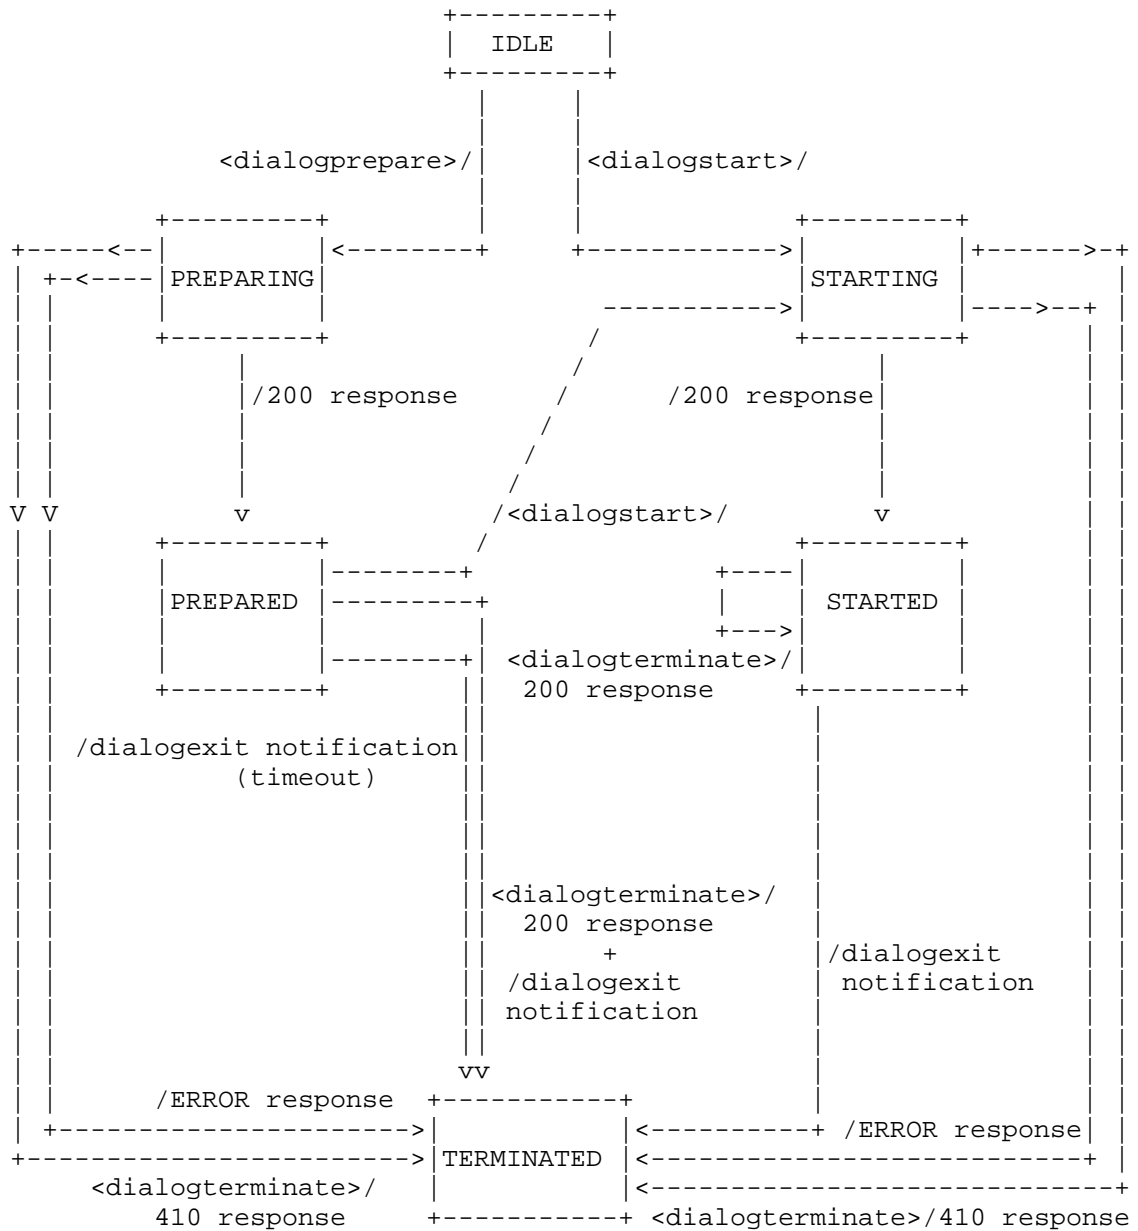 IDLE
<dialogprepare>/ <dialogstart>/
PREPARING STARTING
/200 response /200 response
V V v /<dialogstart>/ v
PREPARED STARTED
<dialogterminate>/
200 response
/dialogexit notification
(timeout)
<dialogterminate>/
200 response
+ /dialogexit
/dialogexit notification
notification
vv
/ERROR response
/ERROR response
TERMINATED
<dialogterminate>/
410 response <dialogterminate>/410 response